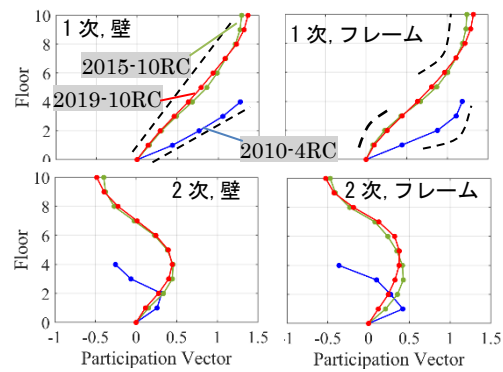 10
8
6
4
2
0
Floor
1 次, 壁
1 次, フレーム
2015-10RC
2019-10RC
2010-4RC
10
8
6
4
2
0
Floor
2 次, 壁
2 次, フレーム
-1 -0.5 0 0.5 1 1.5
-1 -0.5 0 0.5 1 1.5
Participation Vector
Participation Vector